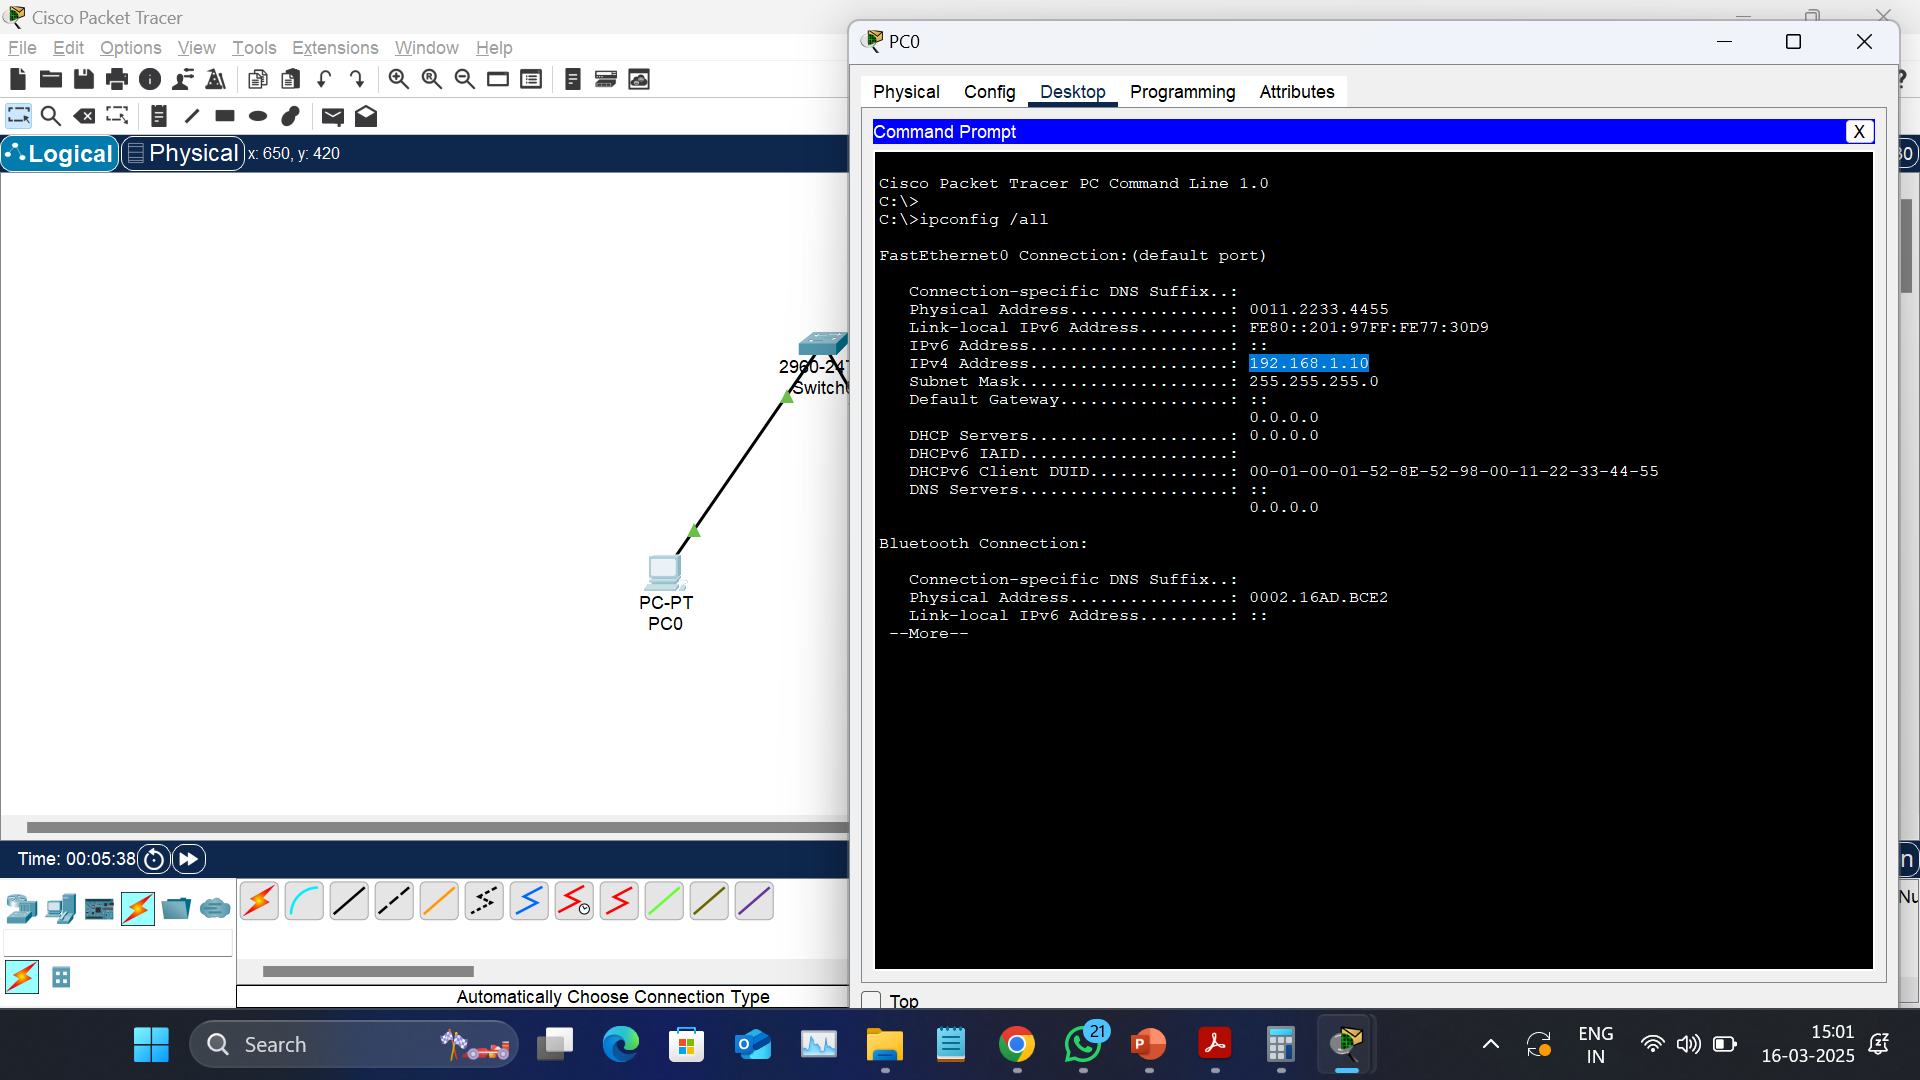 Cisco Packet Tracer
File Edit Options View Tools Extensions Window Help
Logical Physical x: 650, y: 420
2960-24T
Switch
PC-PT
PC0
Time: 00:05:38
Automatically Choose Connection Type
PC0
Physical Config Desktop Programming Attributes
Command Prompt X
Cisco Packet Tracer PC Command Line 1.0
C:\>
C:\>ipconfig /all
FastEthernet0 Connection:(default port)
Connection-specific DNS Suffix..:
Physical Address................: 0011.2233.4455
Link-local IPv6 Address.........: FE80::201:97FF:FE77:30D9
IPv6 Address....................: ::
IPv4 Address....................: 192.168.1.10
Subnet Mask.....................: 255.255.255.0
Default Gateway.................: ::
0.0.0.0
DHCP Servers....................: 0.0.0.0
DHCPv6 IAID.....................:
DHCPv6 Client DUID..............: 00-01-00-01-52-8E-52-98-00-11-22-33-44-55
DNS Servers.....................: ::
0.0.0.0
Bluetooth Connection:
Connection-specific DNS Suffix..:
Physical Address................: 0002.16AD.BCE2
Link-local IPv6 Address.........: ::
--More--
Top
Search
21
ENG
IN
15:01
16-03-2025